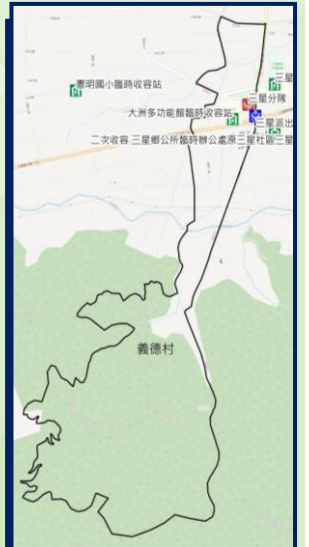 三星
憲明國小臨時收容站
三星分隊
大洲多功能館臨時收容站
三星派出
二次收容 三星鄉公所臨時辦公處原三星社區三星
義德村